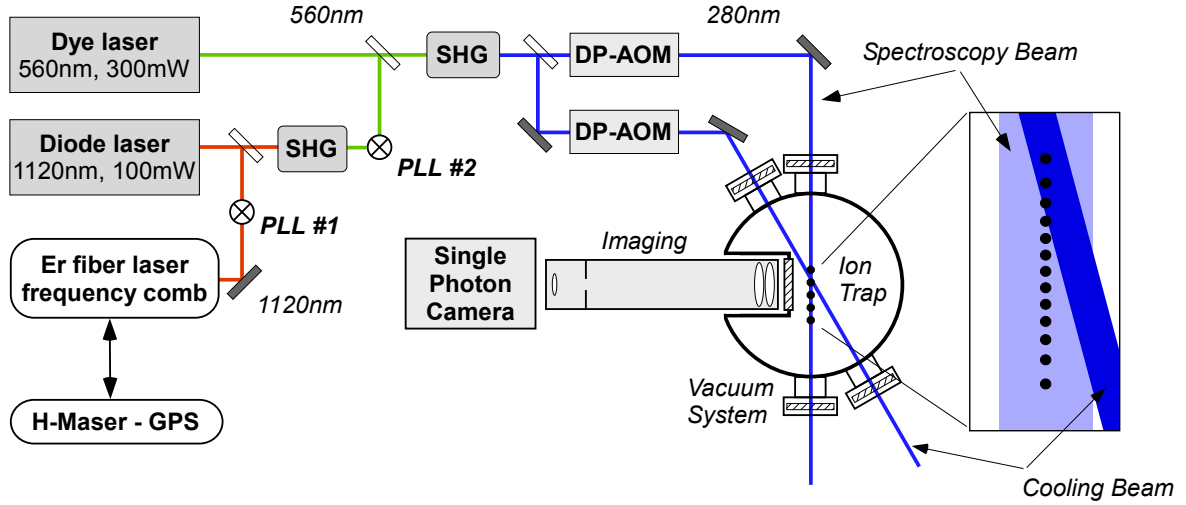 560nm
280nm
Dye laser
560nm, 300mW
SHG
DP-AOM
Spectroscopy Beam
Diode laser
1120nm, 100mW
SHG
PLL #2
DP-AOM
PLL #1
Er fiber laser
frequency comb
1120nm
Imaging
Single
Photon
Camera
Ion
Trap
Vacuum
System
H-Maser - GPS
Cooling Beam